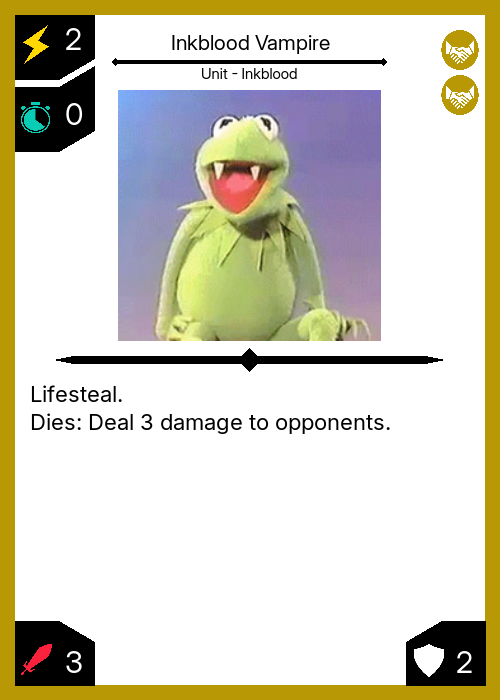 2
Inkblood Vampire
Unit - Inkblood
0
Lifesteal.
Dies: Deal 3 damage to opponents.
3
2